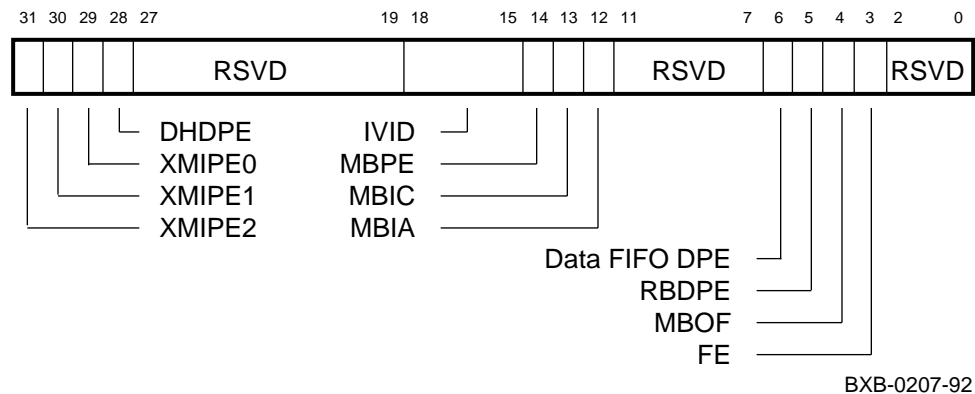 31 30 29 28 27 19 18 15 14 13 12 11 7 6 5 4 3 2 0
RSVD RSVD RSVD
DHDPE IVID
XMIPE0 MBPE
XMIPE1 MBIC
XMIPE2 MBIA
Data FIFO DPE
RBDPE
MBOF
FE
BXB-0207-92